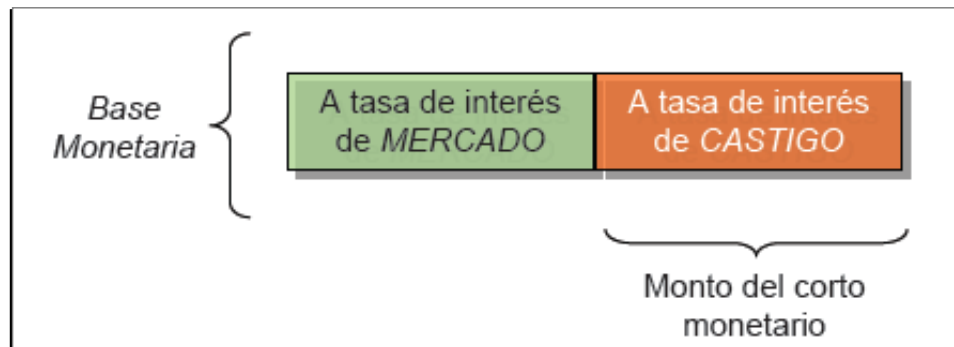 Base
Monetaria
A tasa de interés
de MERCADO
A tasa de interés
de CASTIGO
Monto del corto
monetario